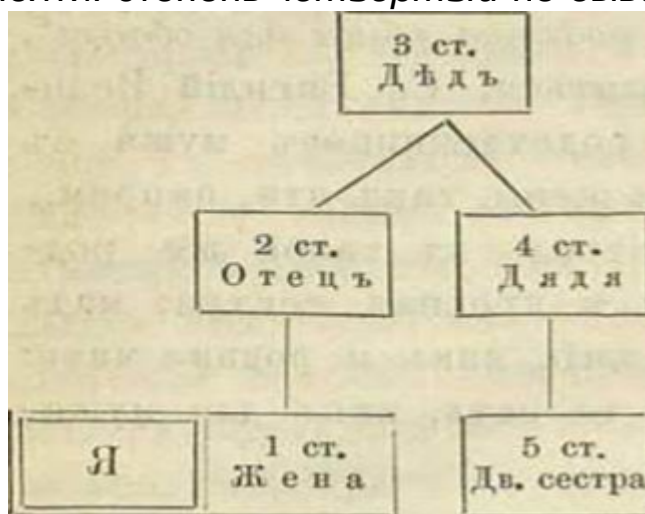 3 ст.
Дѣдъ
2 ст.
Отецъ
4 ст.
Дядя
Я
1 ст.
Жена
5 ст.
Дв. сестра